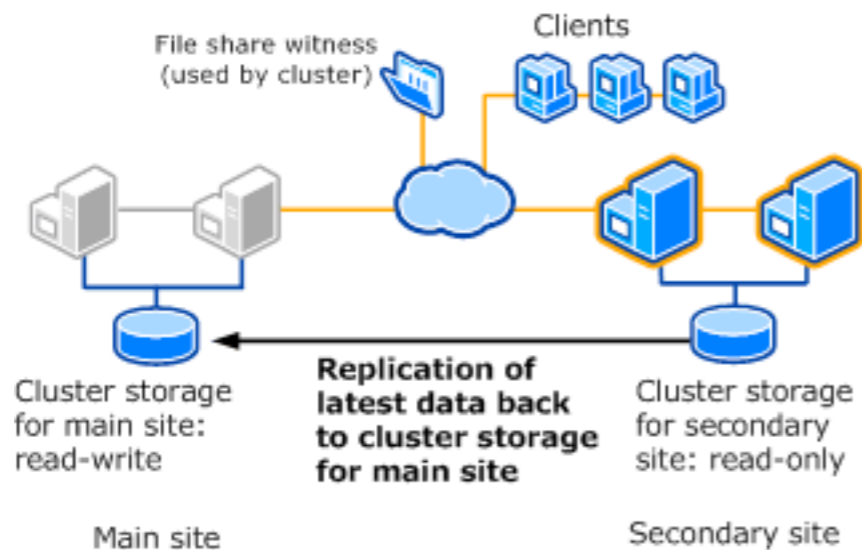 Clients
File share witness
(used by cluster)
Replication of
latest data back
to cluster storage
for main site
Cluster storage
for main site:
read-write
Cluster storage
for secondary
site: read-only
Main site
Secondary site